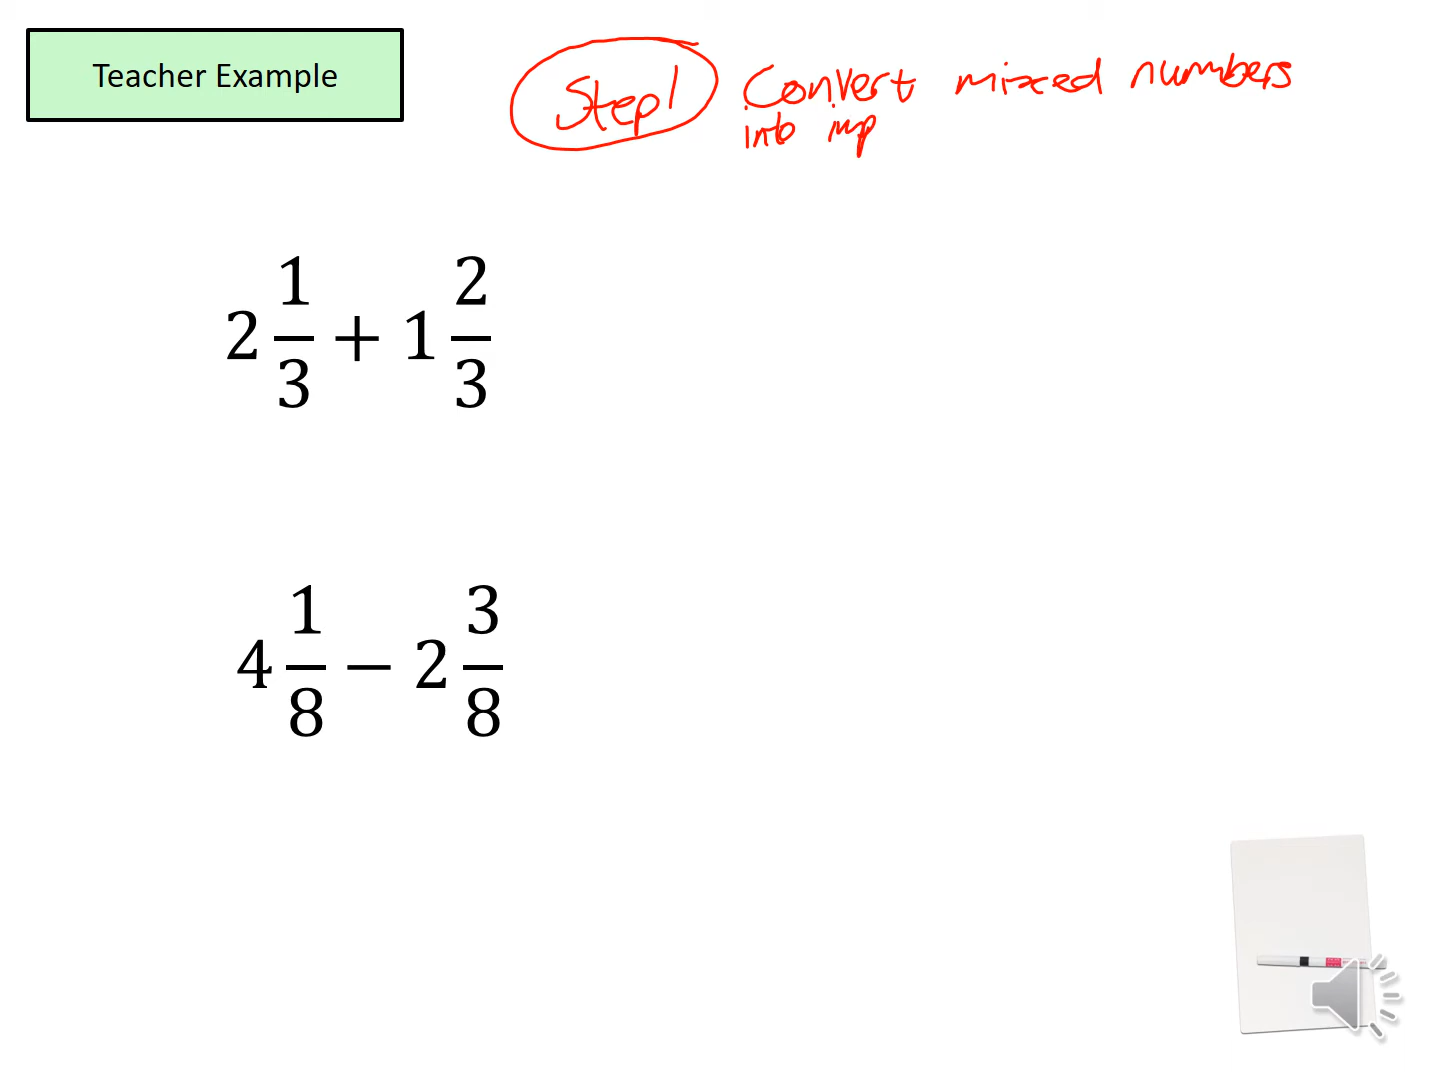 Teacher Example
Step 1 Convert mixed numbers
into imp
2 1/3 + 1 2/3
4 1/8 − 2 3/8